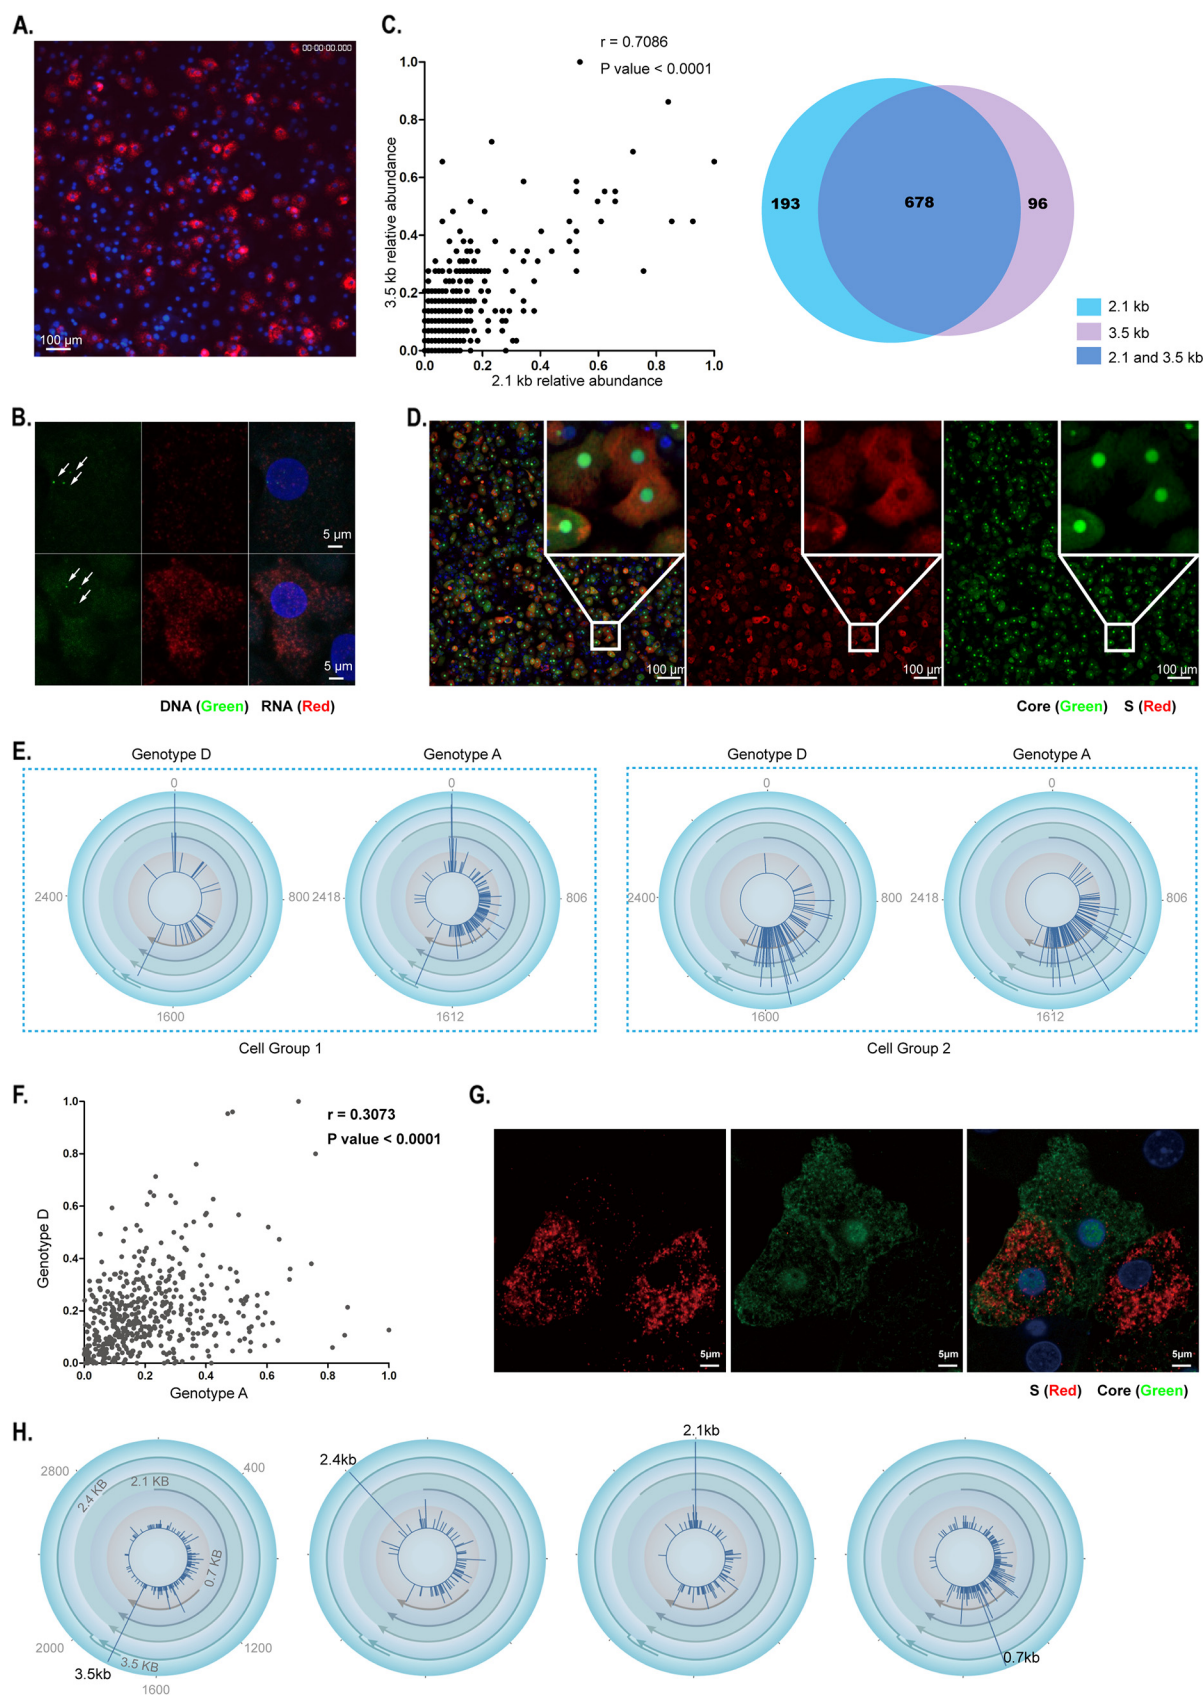 A.
00:00:00.000
100 µm
C.
r = 0.7086
P value < 0.0001
1.0
0.8
0.6
0.4
0.2
0.0
3.5 kb relative abundance
0.0 0.2 0.4 0.6 0.8 1.0
2.1 kb relative abundance
193
678
96
2.1 kb
3.5 kb
2.1 and 3.5 kb
B.
5 µm
5 µm
DNA (Green) RNA (Red)
D.
100 µm
100 µm
100 µm
Core (Green) S (Red)
E.
Genotype D
Genotype A
Genotype D
Genotype A
0
0
0
0
2400
800
2418
806
2400
800
2418
806
1600
1612
1600
1612
Cell Group 1
Cell Group 2
F.
r = 0.3073
P value < 0.0001
1.0
0.8
0.6
0.4
0.2
0.0
Genotype D
0.0 0.2 0.4 0.6 0.8 1.0
Genotype A
G.
5µm
5µm
5µm
S (Red) Core (Green)
H.
2800
400
2.4 KB
2.1 KB
0.7 KB
3.5 KB
2000
1200
1600
3.5kb
2.4kb
2.1kb
0.7kb